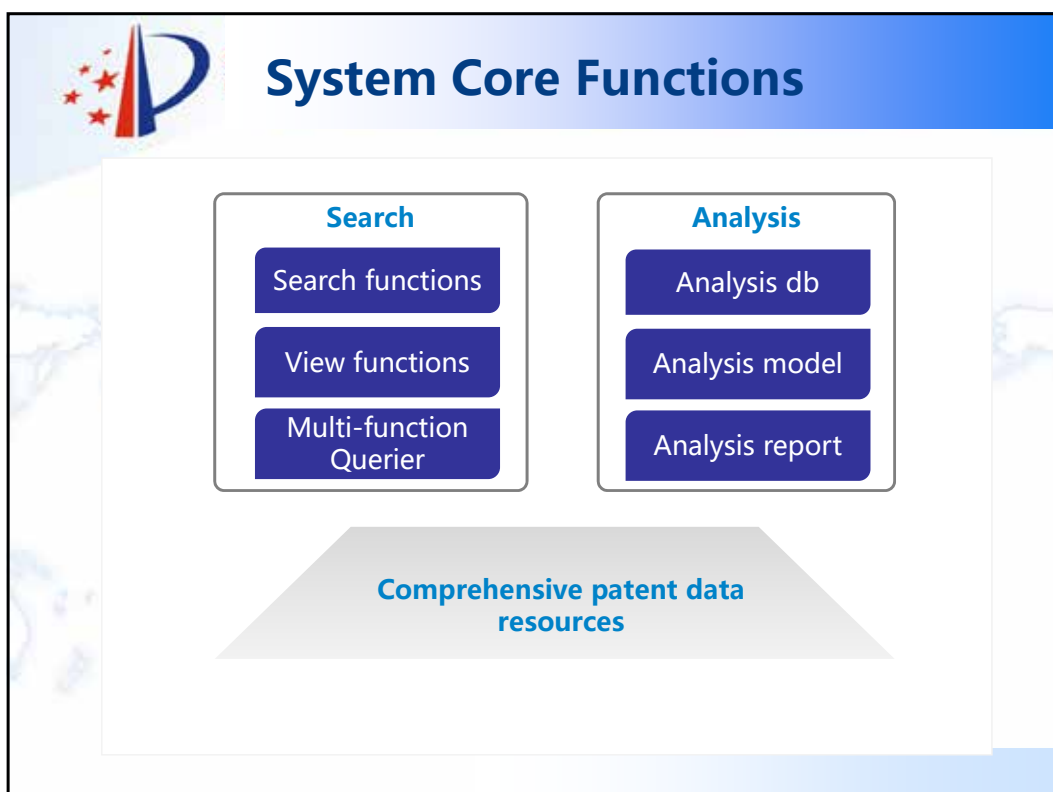 System Core Functions
Search
Search functions
View functions
Multi-function
Querier
Analysis
Analysis db
Analysis model
Analysis report
Comprehensive patent data
resources